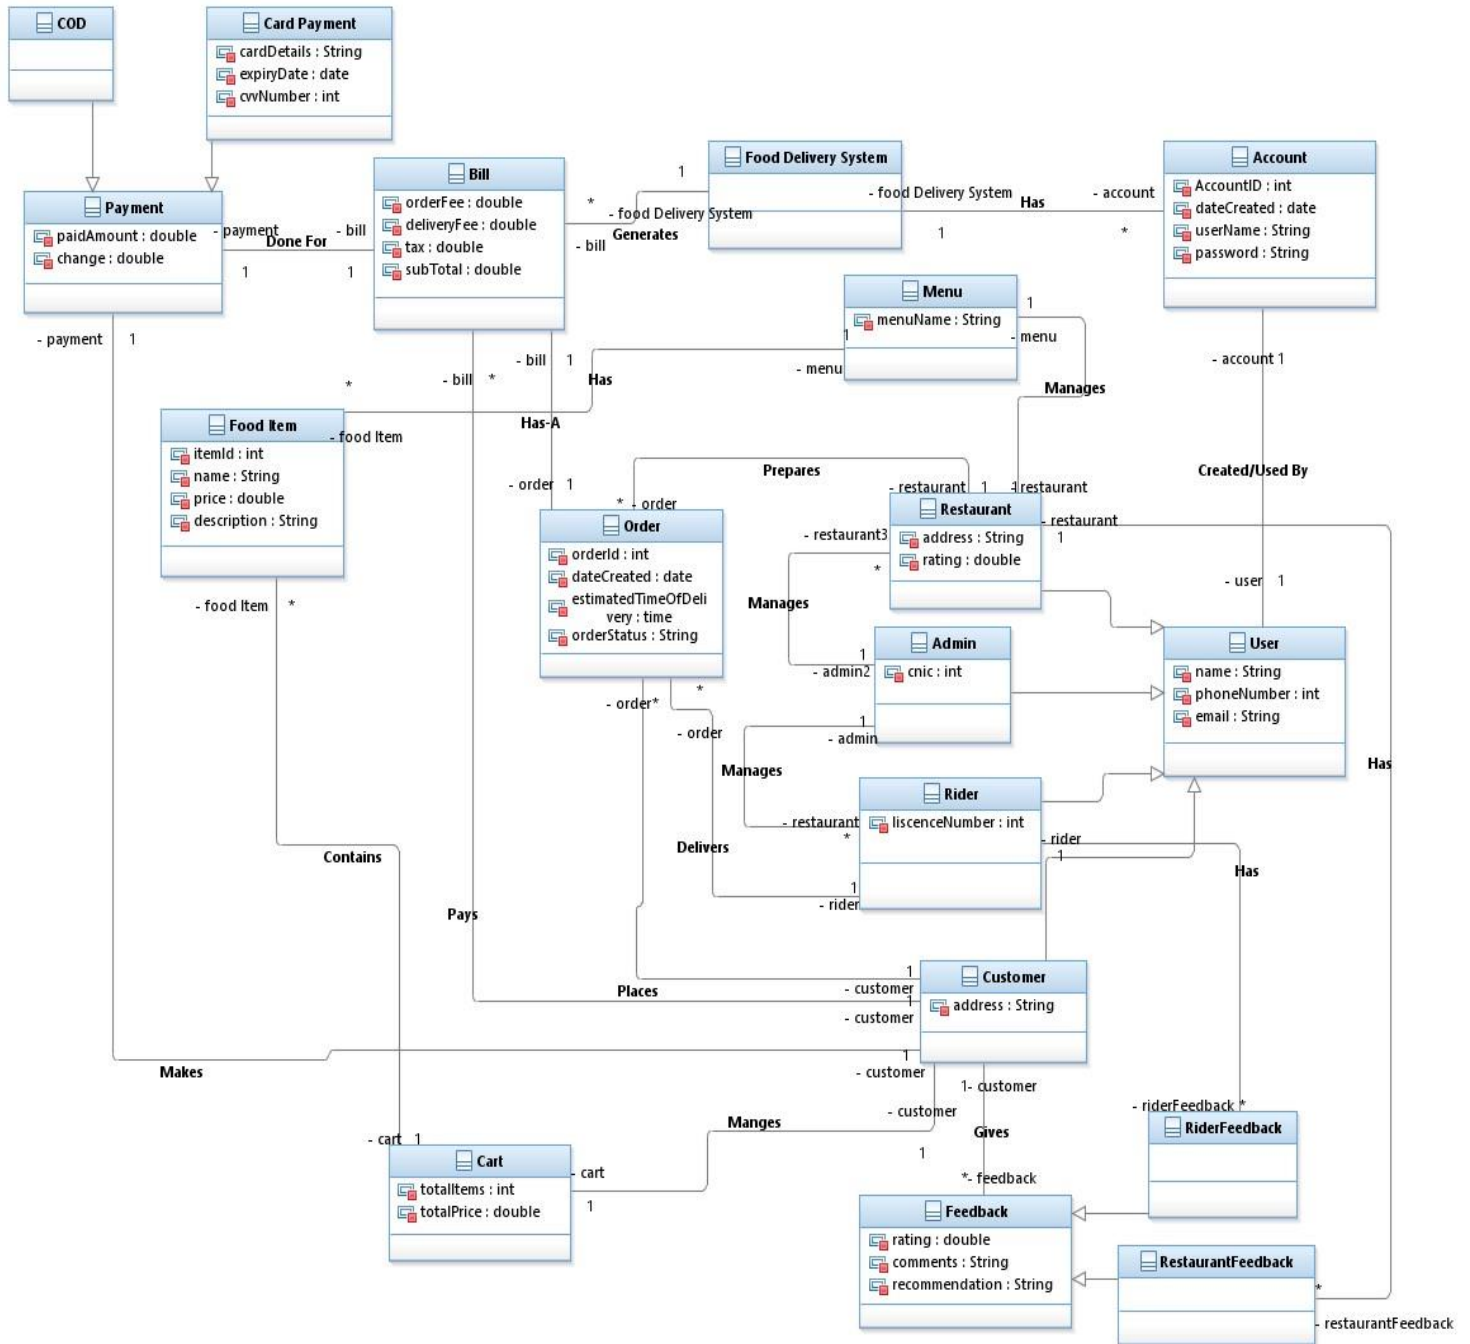 COD
Card Payment
cardDetails : String
expiryDate : date
cvvNumber : int
Payment
paidAmount : double
change : double
- payment
Done For
- bill
1
1
Bill
orderFee : double
deliveryFee : double
tax : double
subTotal : double
*
- food Delivery System
Generates
- bill
1
Food Delivery System
- food Delivery System
Has
- account
1
*
Account
AccountID : int
dateCreated : date
userName : String
password : String
Menu
menuName : String
1
- menu
1
- menu
Manages
- payment
1
- bill
1
- bill
*
Has
*
- food Item
Has-A
- account 1
Food Item
itemId : int
name : String
price : double
description : String
- food Item
*
- order
1
Prepares
* - order
- restaurant
1
1
- restaurant
Created/Used By
Order
orderId : int
dateCreated : date
estimatedTimeOfDeli
very : time
orderStatus : String
Restaurant
address : String
rating : double
- restaurant
1
- restaurant3
*
Manages
1
- admin2
Admin
cnic : int
- user 1
User
name : String
phoneNumber : int
email : String
- order*
*
- order
1
- admin
Manages
- restaurant
*
Rider
liscenceNumber : int
- rider
1
Has
Has
Delivers
1
- rider
Contains
Pays
Places
1
- customer
1
- customer
Customer
address : String
Makes
1
- customer
- customer
1
1- customer
Gives
*- feedback
Manges
- cart 1
- cart
1
Cart
totalItems : int
totalPrice : double
- riderFeedback *
RiderFeedback
Feedback
rating : double
comments : String
recommendation : String
RestaurantFeedback
*
- restaurantFeedback